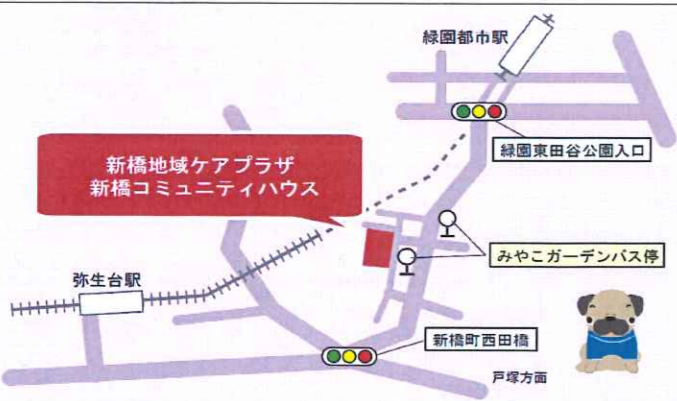 緑園都市駅
緑園東田谷公園入口
新橋地域ケアプラザ
新橋コミュニティハウス
みやこガーデンバス停
弥生台駅
新橋町西田橋
戸塚方面